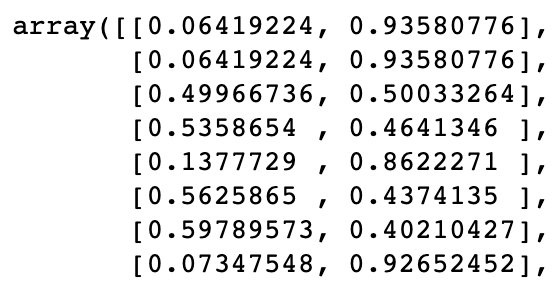 array([[0.06419224, 0.93580776],
[0.06419224, 0.93580776],
[0.49966736, 0.50033264],
[0.5358654 , 0.4641346 ],
[0.1377729 , 0.8622271 ],
[0.5625865 , 0.4374135 ],
[0.59789573, 0.40210427],
[0.07347548, 0.92652452],